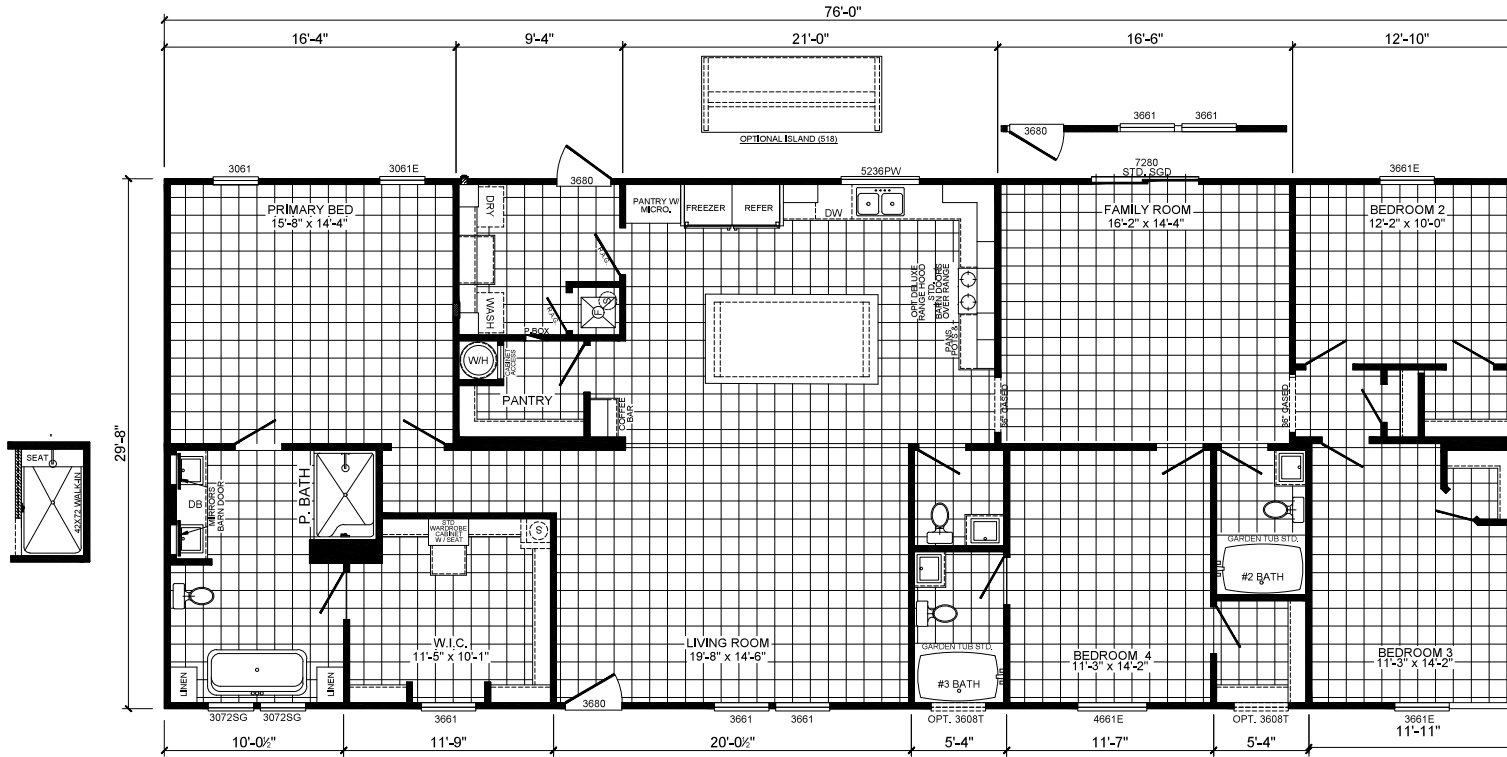 76'-0"
16'-4"
9'-4"
21'-0"
16'-6"
12'-10"
OPTIONAL ISLAND (518)
3680
3661
3661
3061
3061E
3680
5236PW
7280
STD. SGD
3661E
PRIMARY BED
15'-8" x 14'-4"
DRY
WASH
R.A.G.
R.A.G.
S
F
P.BOX
W/H
CABINET
ACCESS
PANTRY
COFFEE
BAR
PANTRY W/
MICRO.
FREEZER
REFER
DW
OPT DELUXE
RANGE HOOD
STD.
BARN DOORS
OVER RANGE
POTS &
PANS
FAMILY ROOM
16'-2" x 14'-4"
36" CASED
36" CASED
BEDROOM 2
12'-2" x 10'-0"
29'-8"
SEAT
42X72 WALK-IN
DB
MIRRORS
BARN DOOR
P. BATH
STD
WARDROBE
CABINET
W/ SEAT
S
W.I.C.
11'-5" x 10'-1"
LINEN
LINEN
LIVING ROOM
19'-8" x 14'-6"
GARDEN TUB STD.
#3 BATH
BEDROOM 4
11'-3" x 14'-2"
GARDEN TUB STD.
#2 BATH
BEDROOM 3
11'-3" x 14'-2"
3072SG
3072SG
3661
3680
3661
3661
OPT. 3608T
4661E
OPT. 3608T
3661E
10'-0½"
11'-9"
20'-0½"
5'-4"
11'-7"
5'-4"
11'-11"